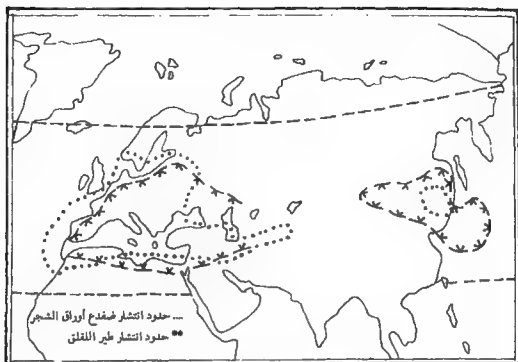 ... حدود انتشار ضفدع أوراق الشجر
** حدود انتشار طير اللقلق